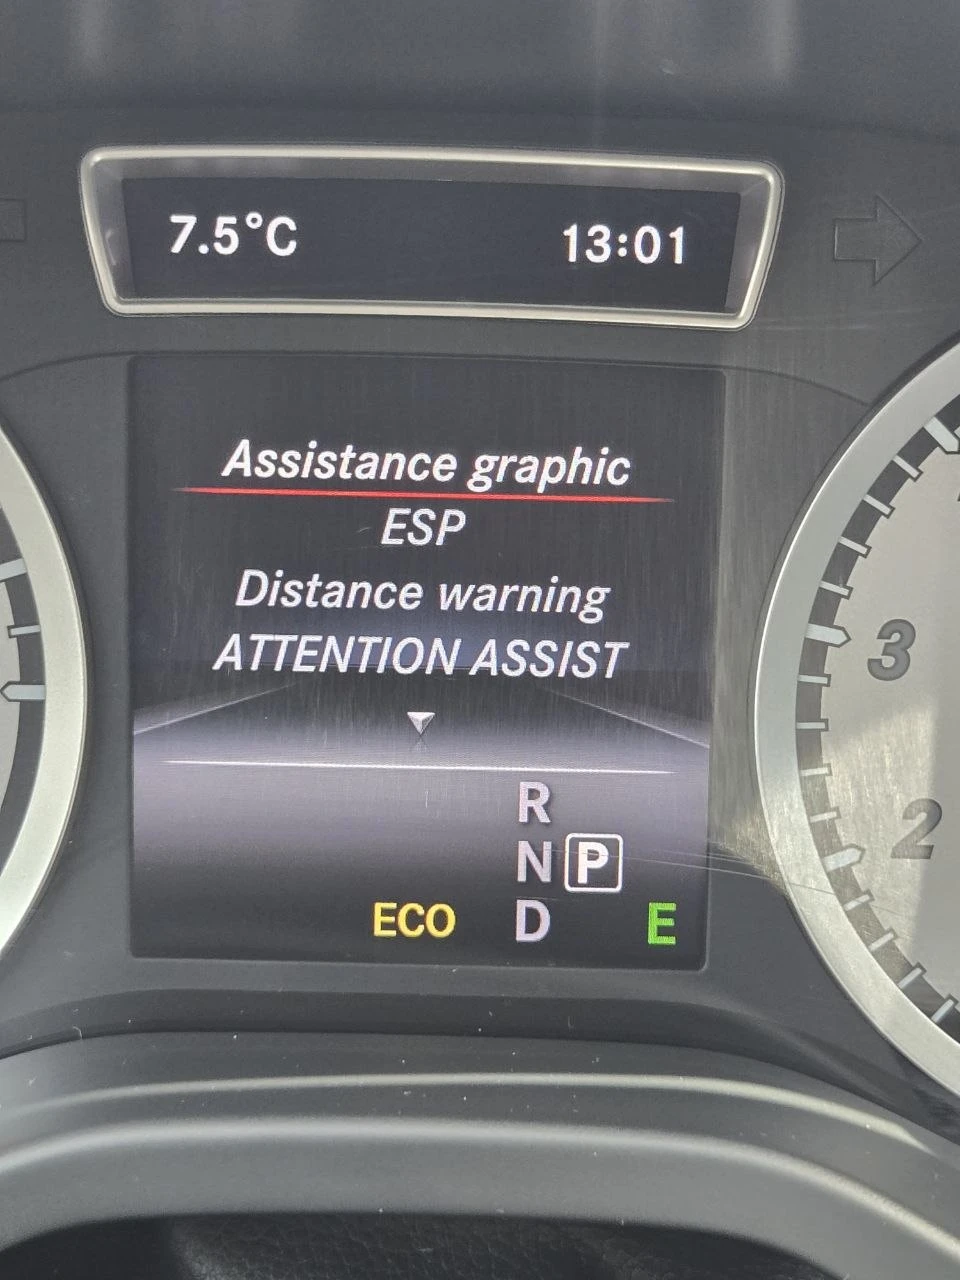 7.5°C 13:01
Assistance graphic
ESP
Distance warning
ATTENTION ASSIST
3
R
2
N P
ECO D E